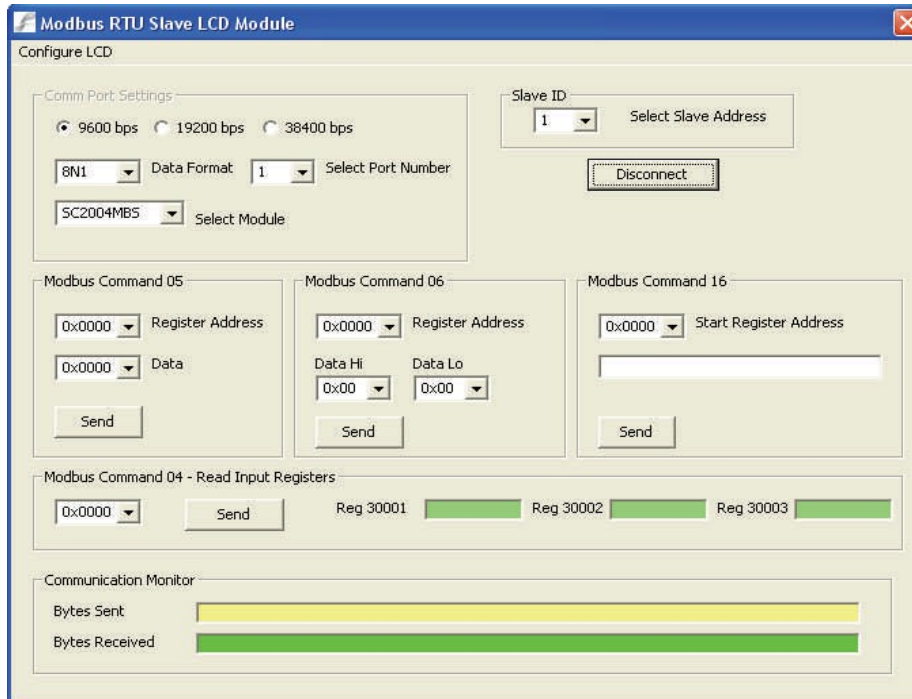 Modbus RTU Slave LCD Module
Configure LCD
Comm Port Settings
9600 bps 19200 bps 38400 bps
8N1 Data Format 1 Select Port Number
SC2004MBS Select Module
Slave ID
1 Select Slave Address
Disconnect
Modbus Command 05
0x0000 Register Address
0x0000 Data
Send
Modbus Command 06
0x0000 Register Address
Data Hi Data Lo
0x00 0x00
Send
Modbus Command 16
0x0000 Start Register Address
Send
Modbus Command 04 - Read Input Registers
0x0000 Send Reg 30001 Reg 30002 Reg 30003
Communication Monitor
Bytes Sent
Bytes Received